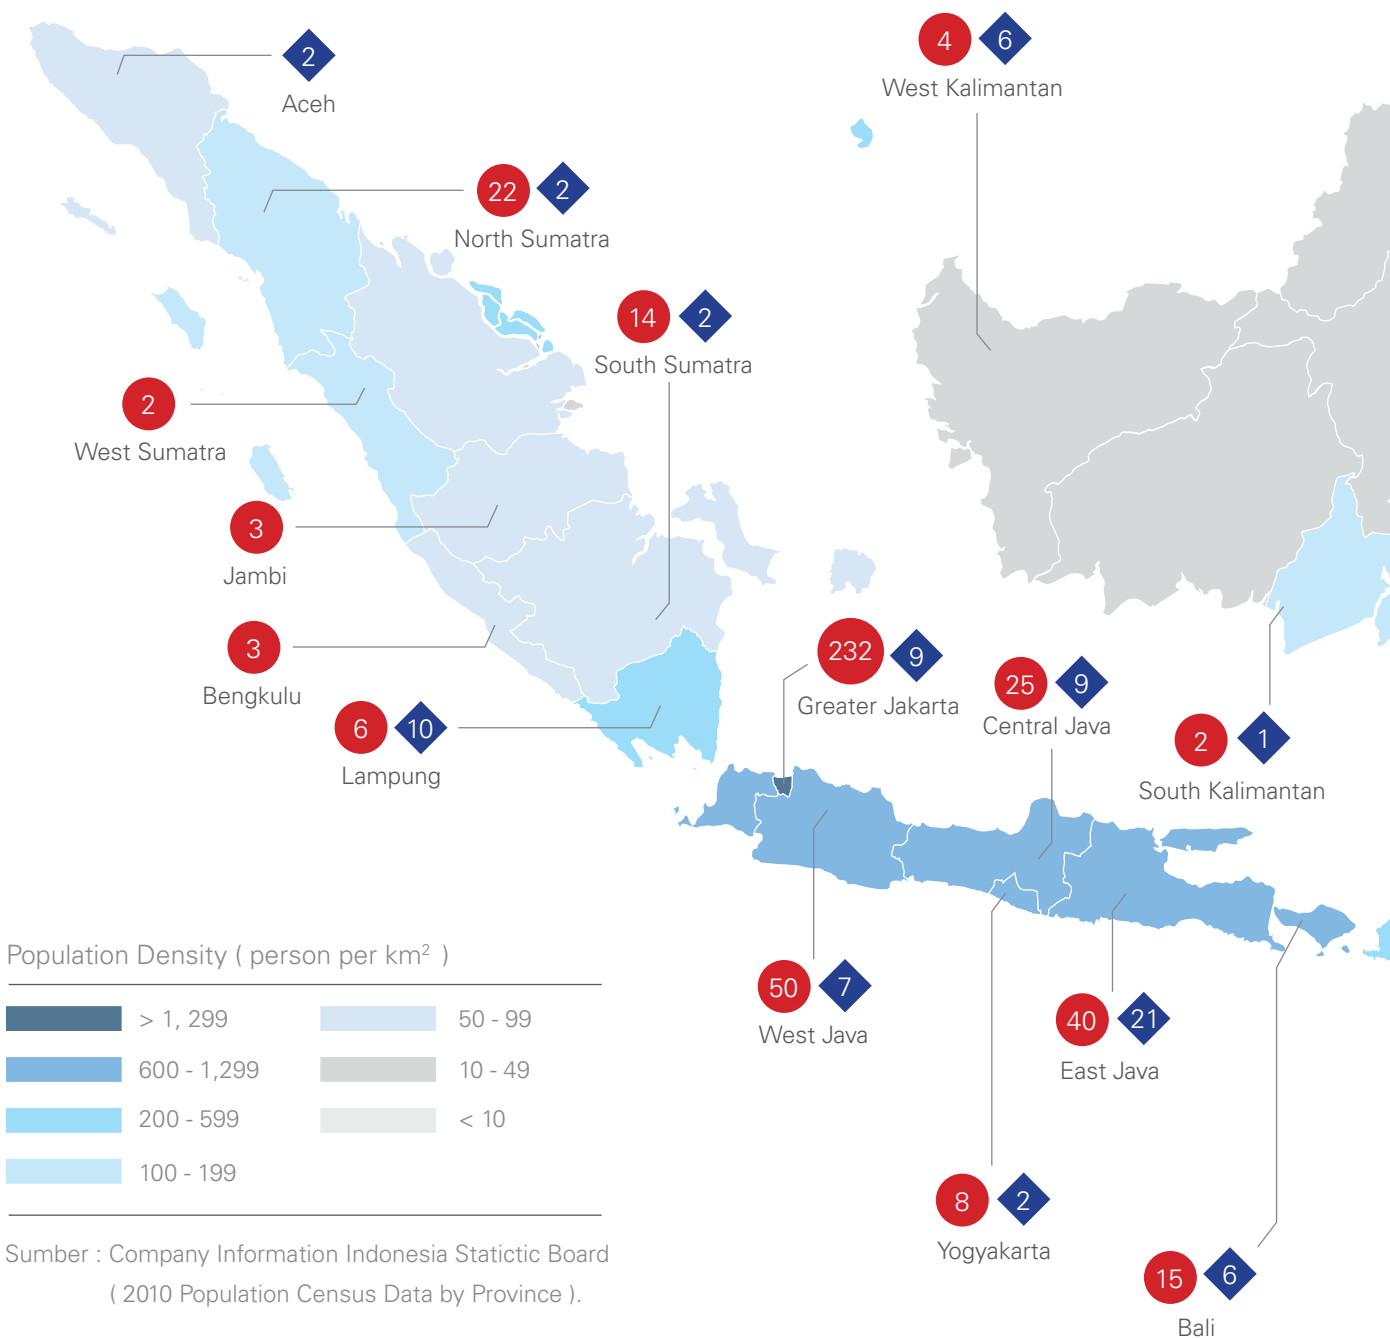 4 6
West Kalimantan
2
Aceh
22 2
North Sumatra
14 2
South Sumatra
2
West Sumatra
3
Jambi
3
Bengkulu
232 9
Greater Jakarta
25 9
Central Java
6 10
Lampung
2 1
South Kalimantan
50 7
West Java
40 21
East Java
8 2
Yogyakarta
15 6
Bali
Population Density ( person per km² )
> 1, 299
600 - 1,299
200 - 599
100 - 199
50 - 99
10 - 49
< 10
Sumber : Company Information Indonesia Statictic Board
( 2010 Population Census Data by Province ).